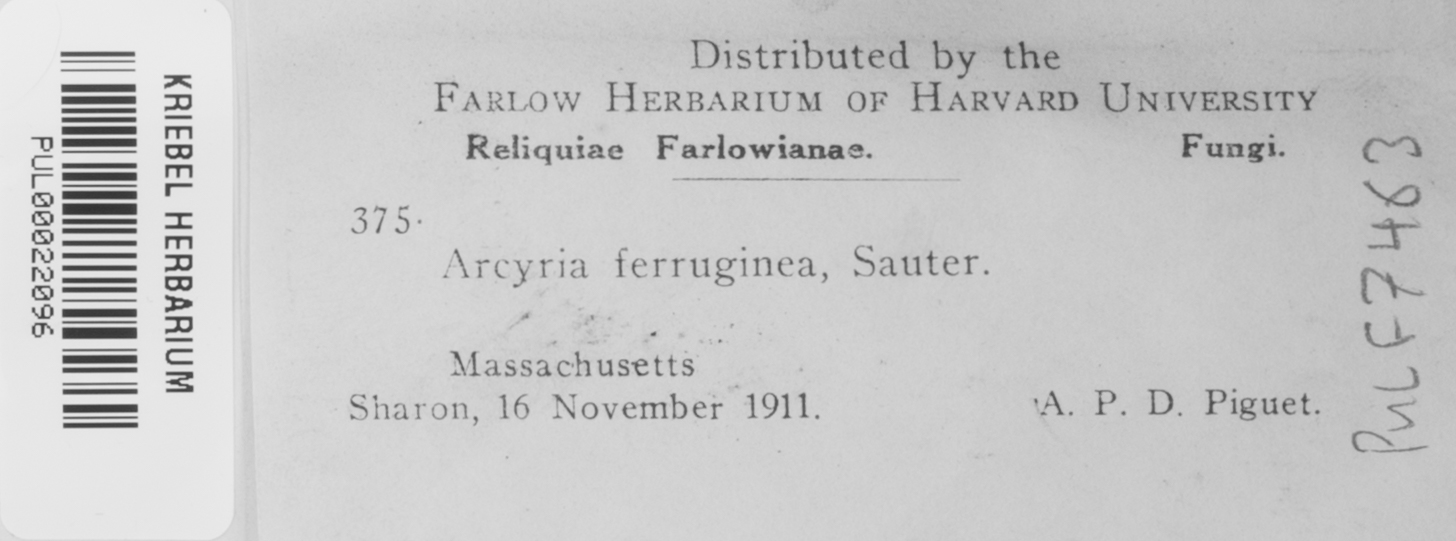 KRIEBEL HERBARIUM
PUL00022096
Distributed by the
FARLOW HERBARIUM OF HARVARD UNIVERSITY
Reliquiae Farlowianae. Fungi.
375.
Arcyria ferruginea, Sauter.
Massachusetts
Sharon, 16 November 1911. A. P. D. Piguet.
PUL F7463